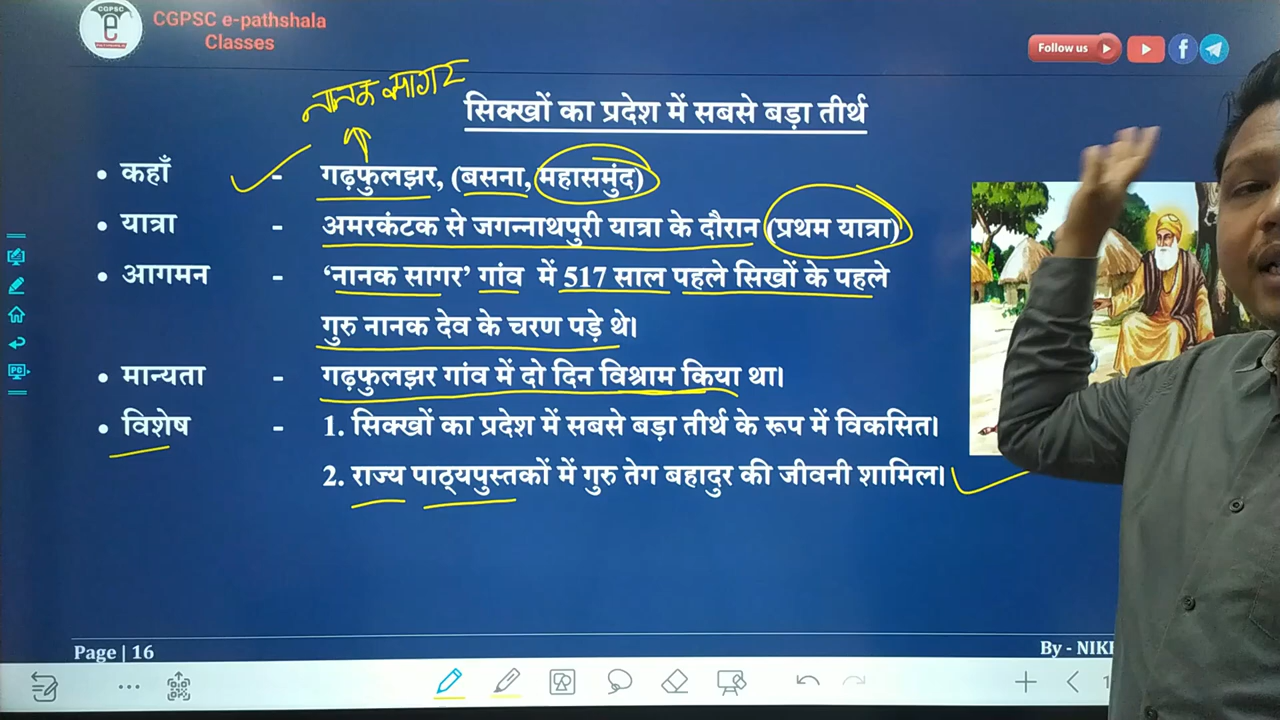 CGPSC
e
CGPSC e-pathshala
Classes
Follow us
नानक सागर
सिक्खों का प्रदेश में सबसे बड़ा तीर्थ
• कहाँ - गढ़फुलझर, (बसना, महासमुंद)
• यात्रा - अमरकंटक से जगन्नाथपुरी यात्रा के दौरान (प्रथम यात्रा)
• आगमन - ‘नानक सागर’ गांव में 517 साल पहले सिखों के पहले
गुरु नानक देव के चरण पड़े थे।
• मान्यता - गढ़फुलझर गांव में दो दिन विश्राम किया था।
• विशेष - 1. सिक्खों का प्रदेश में सबसे बड़ा तीर्थ के रूप में विकसित।
2. राज्य पाठ्यपुस्तकों में गुरु तेग बहादुर की जीवनी शामिल।
Page | 16
By -
PC